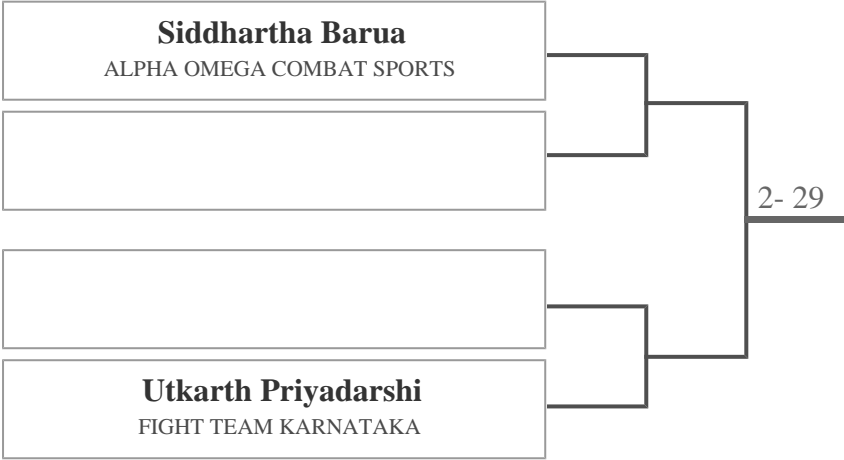 Siddhartha Barua
ALPHA OMEGA COMBAT SPORTS
2- 29
Utkarth Priyadarshi
FIGHT TEAM KARNATAKA